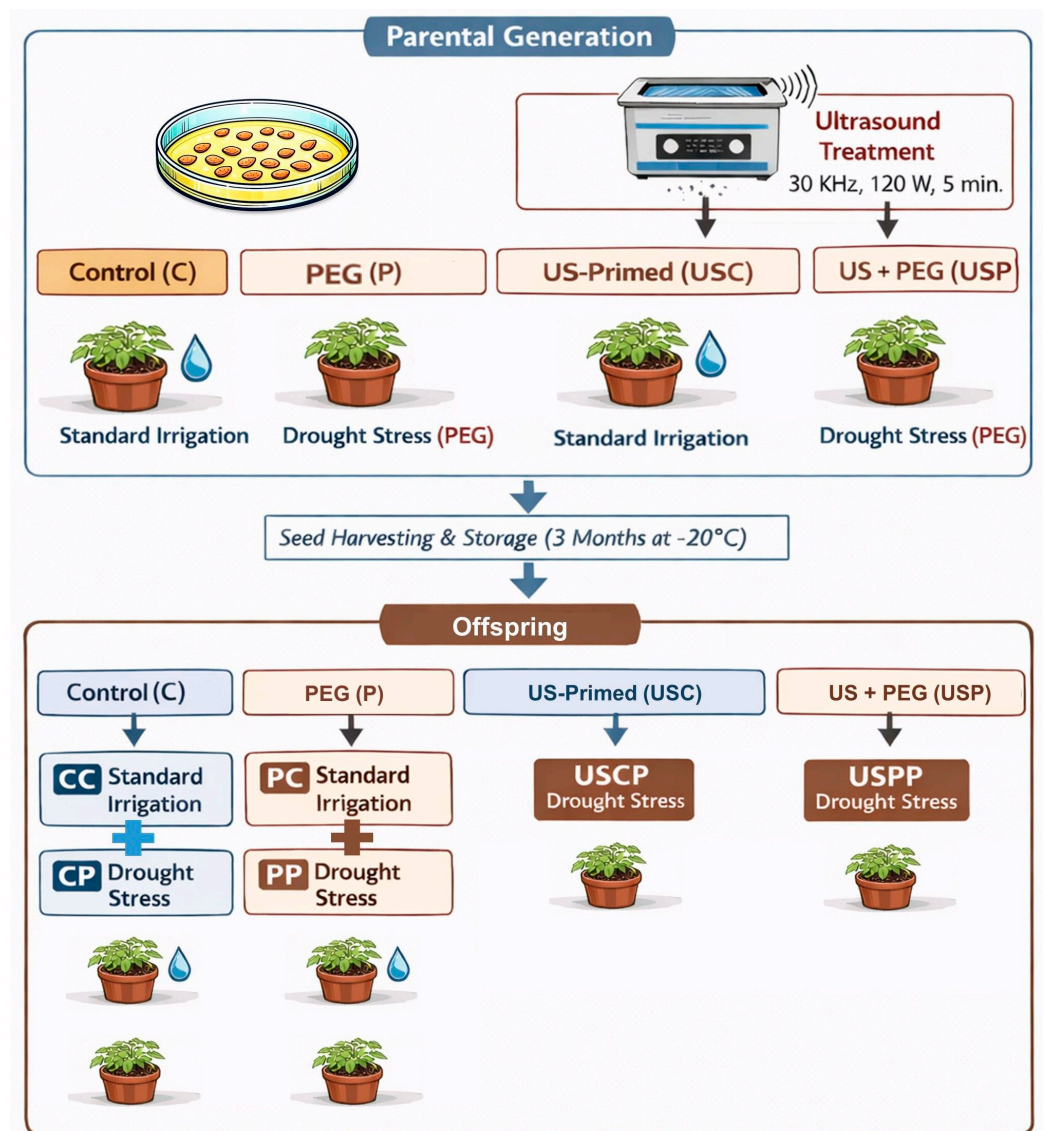 Parental Generation
Ultrasound
Treatment
30 KHz, 120 W, 5 min.
Control (C)
PEG (P)
US-Primed (USC)
US + PEG (USP
Standard Irrigation
Drought Stress (PEG)
Standard Irrigation
Drought Stress (PEG)
Seed Harvesting & Storage (3 Months at -20°C)
Offspring
Control (C)
PEG (P)
US-Primed (USC)
US + PEG (USP)
CC Standard
Irrigation
PC Standard
Irrigation
USCP
Drought Stress
USPP
Drought Stress
CP Drought
Stress
PP Drought
Stress